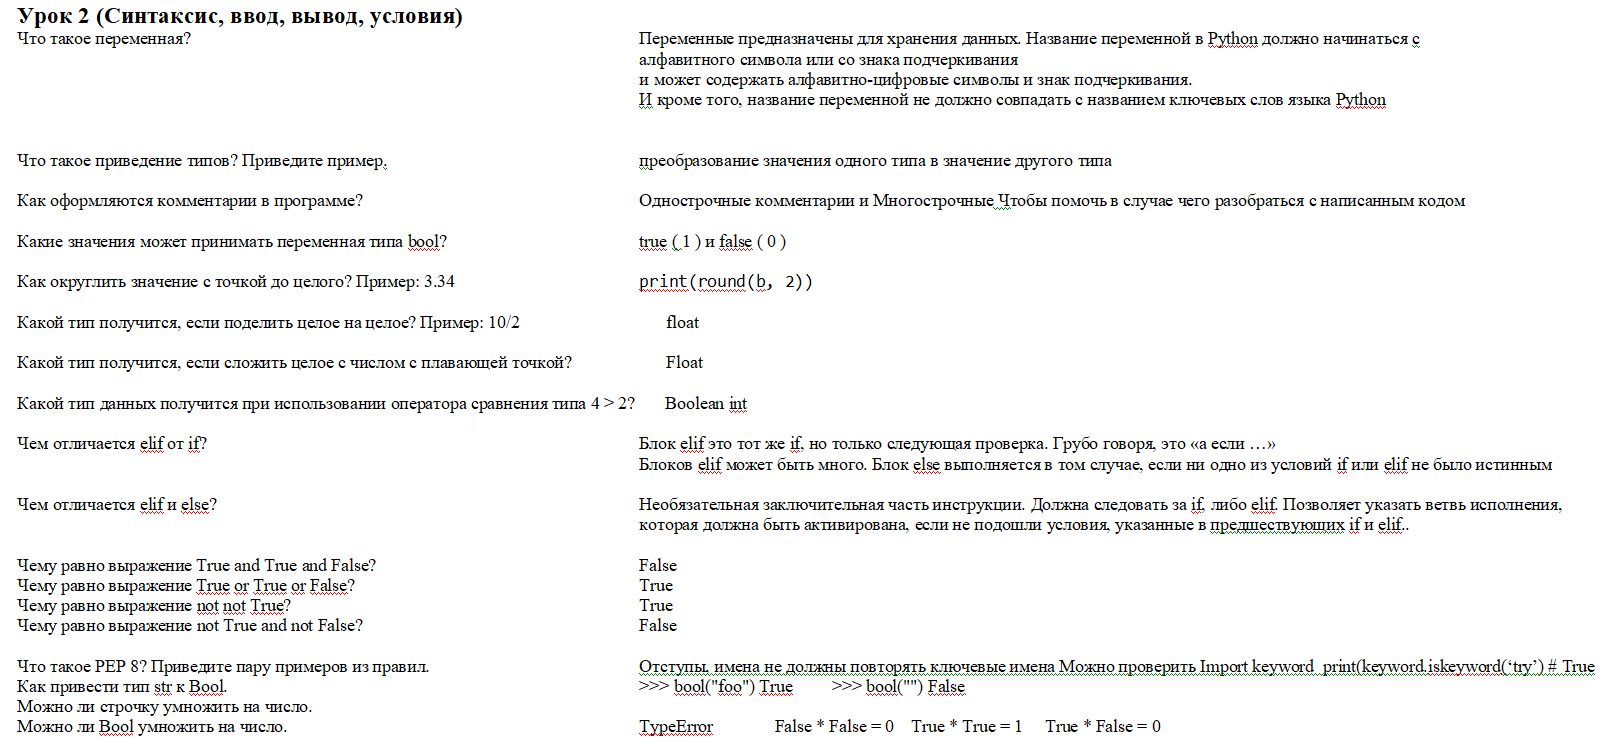 Урок 2 (Синтаксис, ввод, вывод, условия)
Что такое переменная? Переменные предназначены для хранения данных. Название переменной в Python должно начинаться с
алфавитного символа или со знака подчеркивания
и может содержать алфавитно-цифровые символы и знак подчеркивания.
И кроме того, название переменной не должно совпадать с названием ключевых слов языка Python
Что такое приведение типов? Приведите пример. преобразование значения одного типа в значение другого типа
Как оформляются комментарии в программе? Однострочные комментарии и Многострочные Чтобы помочь в случае чего разобраться с написанным кодом
Какие значения может принимать переменная типа bool? true ( 1 ) и false ( 0 )
Как округлить значение с точкой до целого? Пример: 3.34 print(round(b, 2))
Какой тип получится, если поделить целое на целое? Пример: 10/2 float
Какой тип получится, если сложить целое с числом с плавающей точкой? Float
Какой тип данных получится при использовании оператора сравнения типа 4 > 2? Boolean int
Чем отличается elif от if? Блок elif это тот же if, но только следующая проверка. Грубо говоря, это «а если …»
Блоков elif может быть много. Блок else выполняется в том случае, если ни одно из условий if или elif не было истинным
Чем отличается elif и else? Необязательная заключительная часть инструкции. Должна следовать за if, либо elif. Позволяет указать ветвь исполнения,
которая должна быть активирована, если не подошли условия, указанные в предшествующих if и elif..
Чему равно выражение True and True and False? False
Чему равно выражение True or True or False? True
Чему равно выражение not not True? True
Чему равно выражение not True and not False? False
Что такое PEP 8? Приведите пару примеров из правил. Отступы, имена не должны повторять ключевые имена Можно проверить Import keyword print(keyword.iskeyword(‘try’) # True
Как привести тип str к Bool. >>> bool("foo") True >>> bool("") False
Можно ли строчку умножить на число.
Можно ли Bool умножить на число. TypeError False * False = 0 True * True = 1 True * False = 0